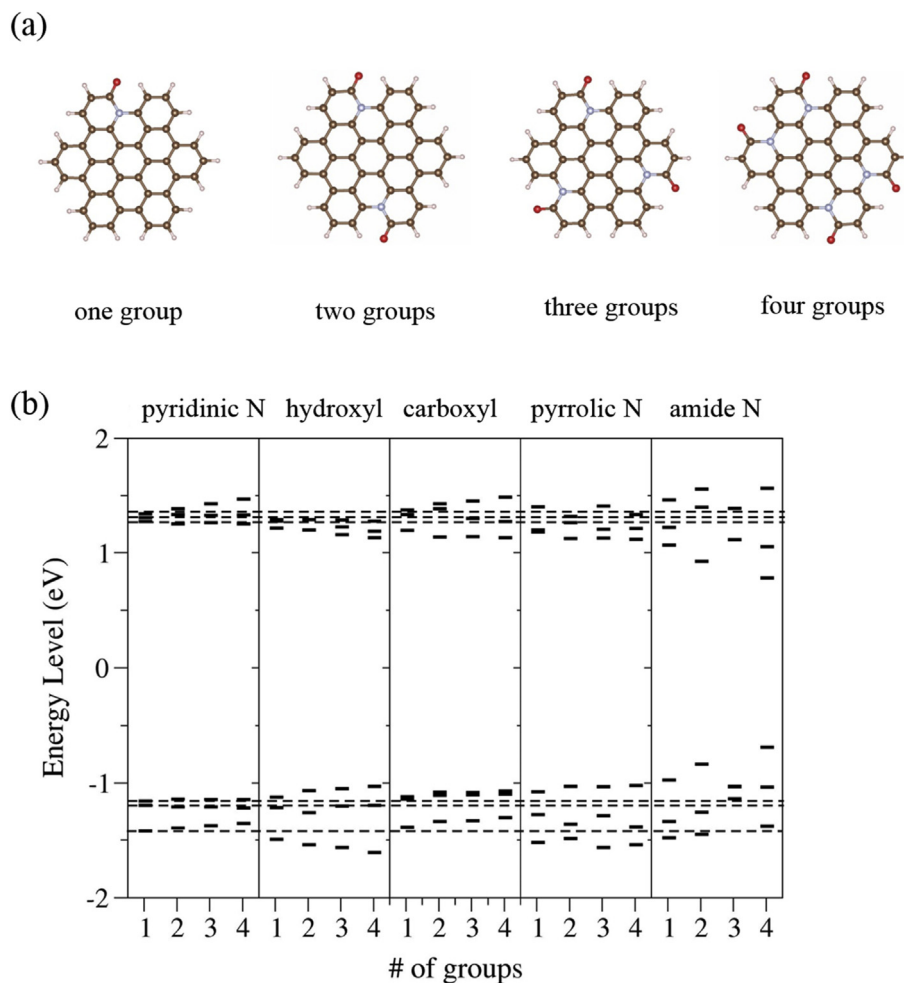 (a)
one group two groups three groups four groups
(b)
pyridinic N hydroxyl carboxyl pyrrolic N amide N
2
1
0
-1
-2
Energy Level (eV)
1 2 3 4 1 2 3 4 1 2 3 4 1 2 3 4 1 2 3 4
# of groups